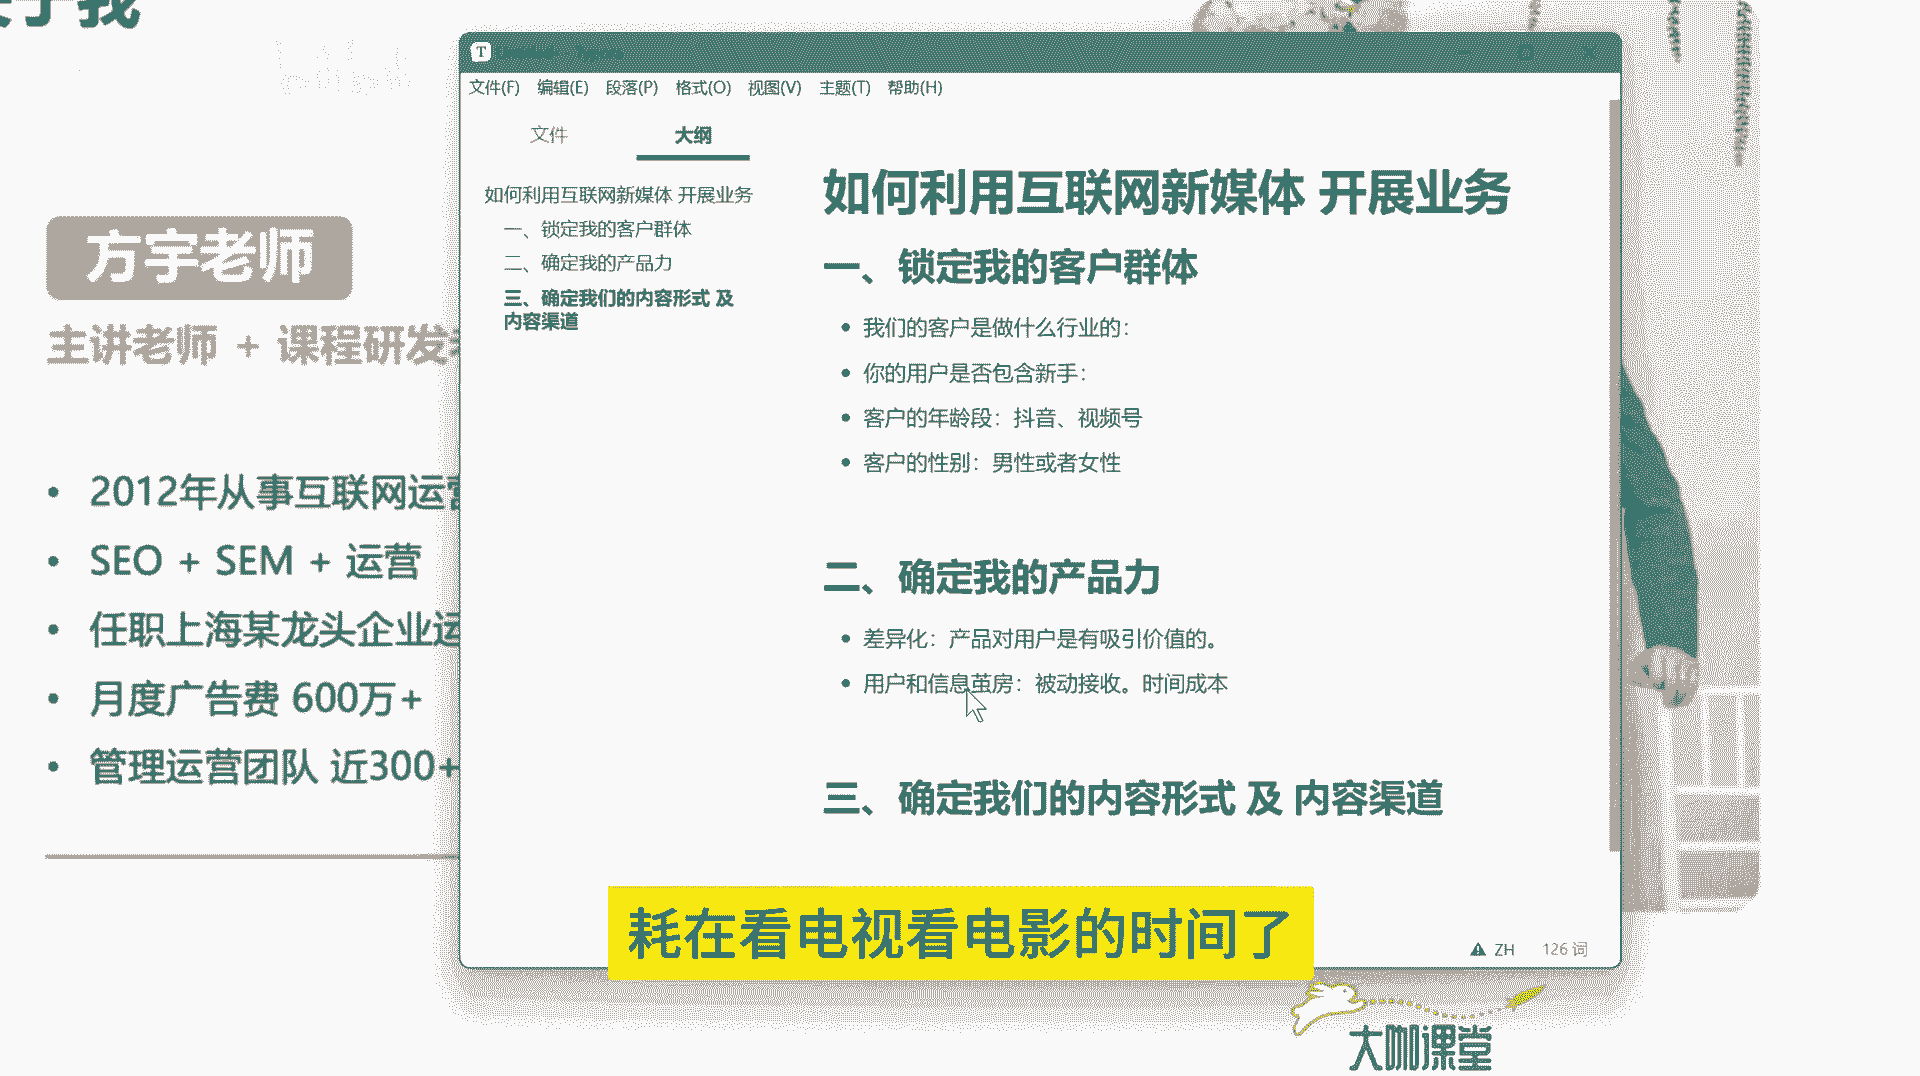 方宇老师
主讲老师 + 课程研发
2012年从事互联网运营
SEO + SEM + 运营
任职上海某龙头企业运
月度广告费 600万+
管理运营团队 近300+
T
文件(F) 编辑(E) 段落(P) 格式(O) 视图(V) 主题(T) 帮助(H)
文件 大纲
如何利用互联网新媒体 开展业务
一、锁定我的客户群体
二、确定我的产品力
三、确定我们的内容形式 及
内容渠道
如何利用互联网新媒体 开展业务
一、锁定我的客户群体
我们的客户是做什么行业的：
你的用户是否包含新手：
客户的年龄段：抖音、视频号
客户的性别：男性或者女性
二、确定我的产品力
差异化：产品对用户是有吸引价值的。
用户和信息茧房：被动接收。时间成本
三、确定我们的内容形式 及 内容渠道
ZH 126 词
耗在看电视看电影的时间了
大咖课堂